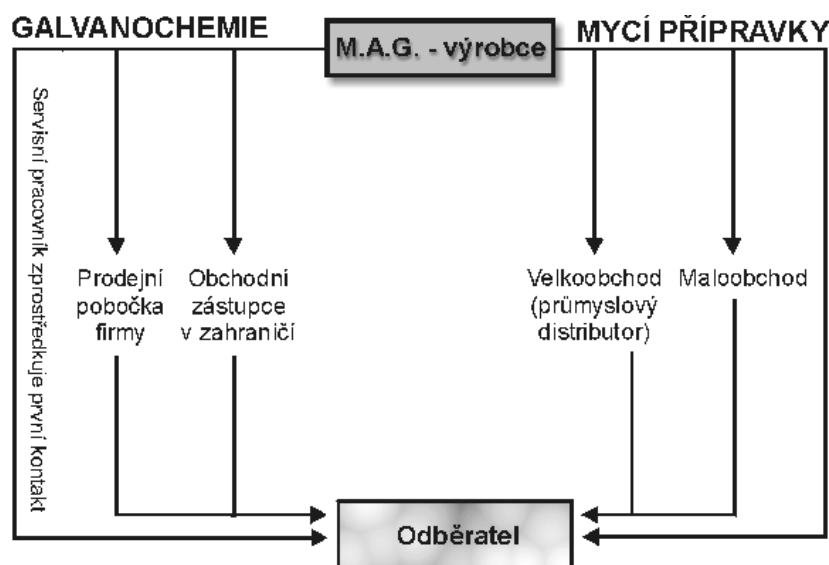 GALVANOCHEMIE
M.A.G. - výrobce
MYCÍ PŘÍPRAVKY
Servisní pracovník zprostředkuje první kontakt
Prodejní
pobočka
firmy
Obchodní
zástupce
v zahraničí
Velkoobchod
(průmyslový
distributor)
Maloobchod
Odběratel